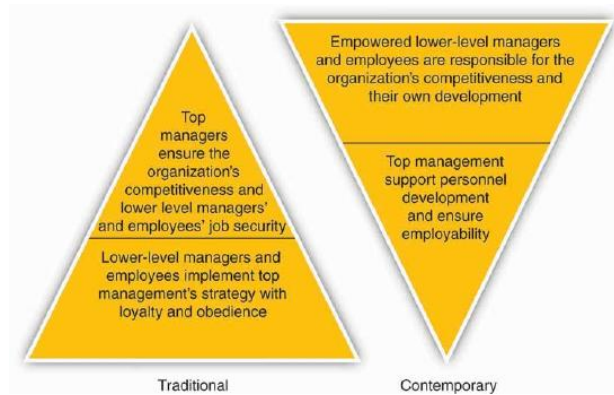 Top
managers
ensure the
organization's
competitiveness and
lower level managers'
and employees' job security
Lower-level managers and
employees implement top
management's strategy with
loyalty and obedience
Traditional
Empowered lower-level managers
and employees are responsible for the
organization's competitiveness and
their own development
Top management
support personnel
development
and ensure
employability
Contemporary